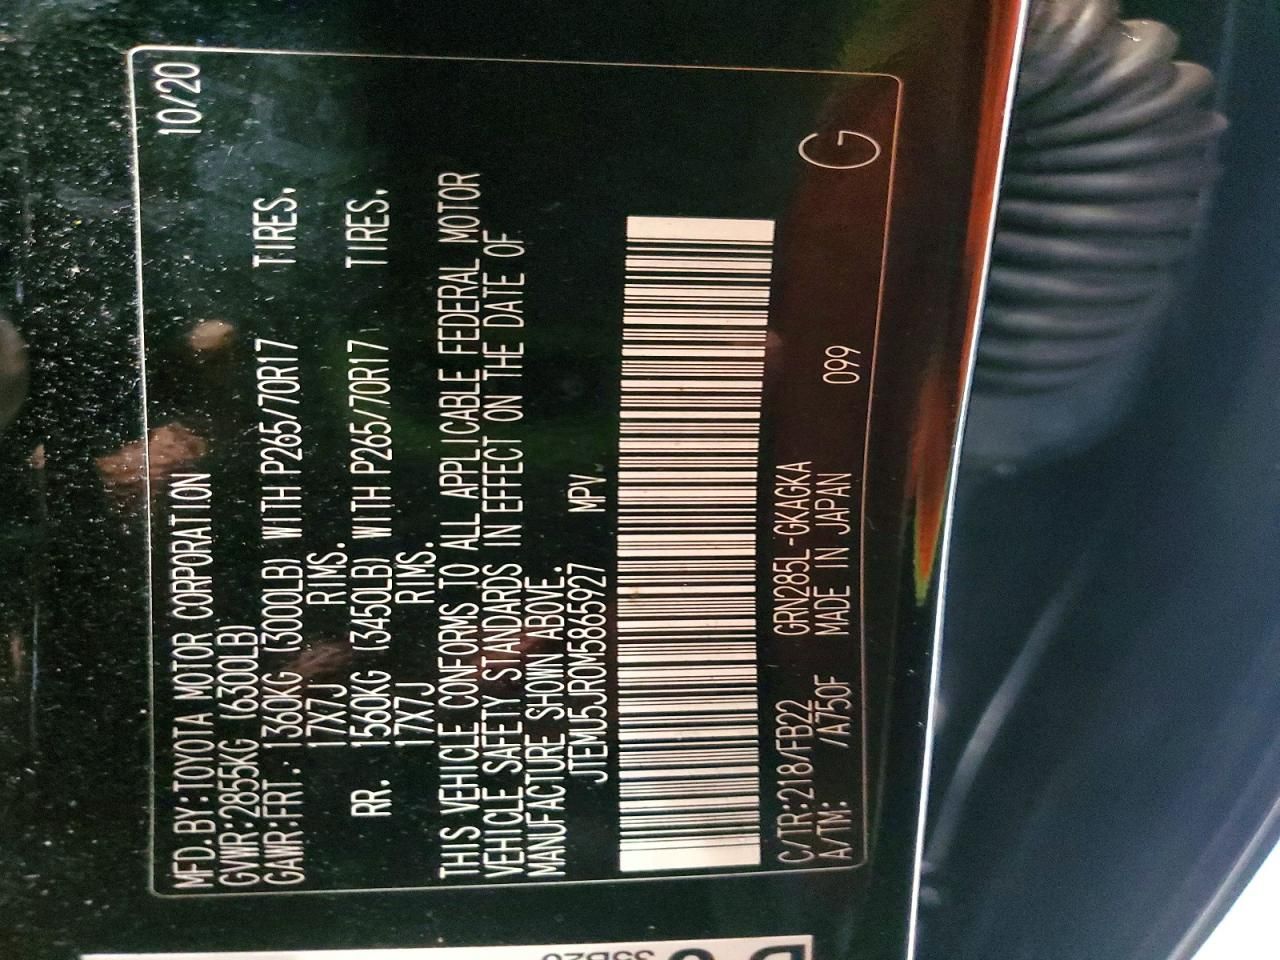 MFD.BY:TOYOTA MOTOR CORPORATION 10/20
GVWR:2855KG (6300LB)
GAWR:FRT.: 1360KG (3000LB) WITH P265/70R17 TIRES.
17X7J RIMS.
RR. 1560KG (3450LB) WITH P265/70R17 TIRES.
17X7J RIMS.
THIS VEHICLE CONFORMS TO ALL APPLICABLE FEDERAL MOTOR
VEHICLE SAFETY STANDARDS IN EFFECT ON THE DATE OF
MANUFACTURE SHOWN ABOVE.
JTEMU5JR0M5865927 MPV
C/TR:218/FB22 GRN285L-GKAGKA
A/TM: /A750F MADE IN JAPAN 099 G